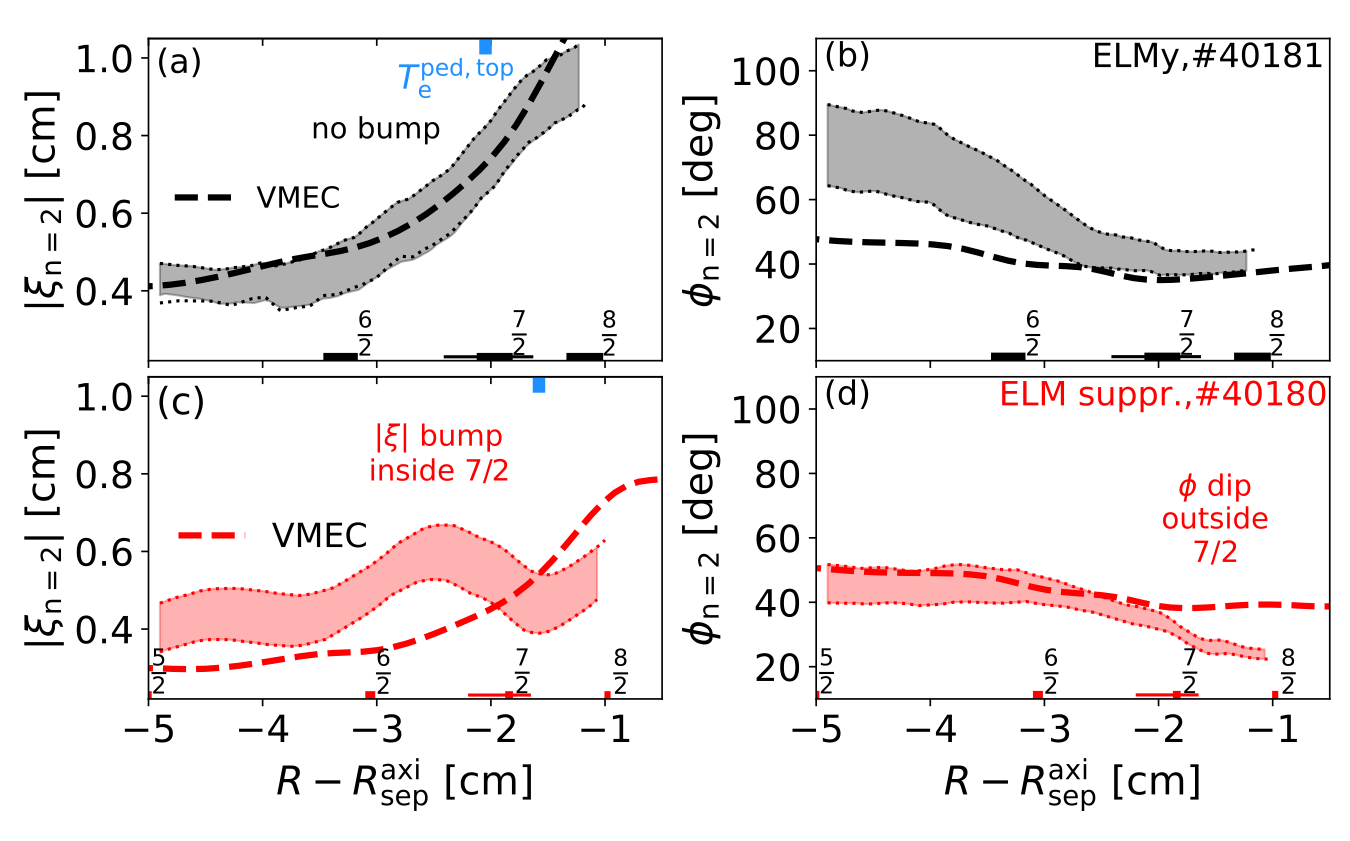 (a)
T_e^{ped, top}
no bump
VMEC
|ξ_{n = 2}| [cm]
1.0
0.8
0.6
0.4
6/2
7/2
8/2
(b)
ELMy,#40181
ϕ_{n = 2} [deg]
100
80
60
40
20
6/2
7/2
8/2
(c)
|ξ| bump
inside 7/2
VMEC
|ξ_{n = 2}| [cm]
1.0
0.8
0.6
0.4
5/2
6/2
7/2
8/2
−5
−4
−3
−2
−1
R − R_{sep}^{axi} [cm]
(d)
ELM suppr.,#40180
ϕ dip
outside
7/2
ϕ_{n = 2} [deg]
100
80
60
40
20
5/2
6/2
7/2
8/2
−5
−4
−3
−2
−1
R − R_{sep}^{axi} [cm]